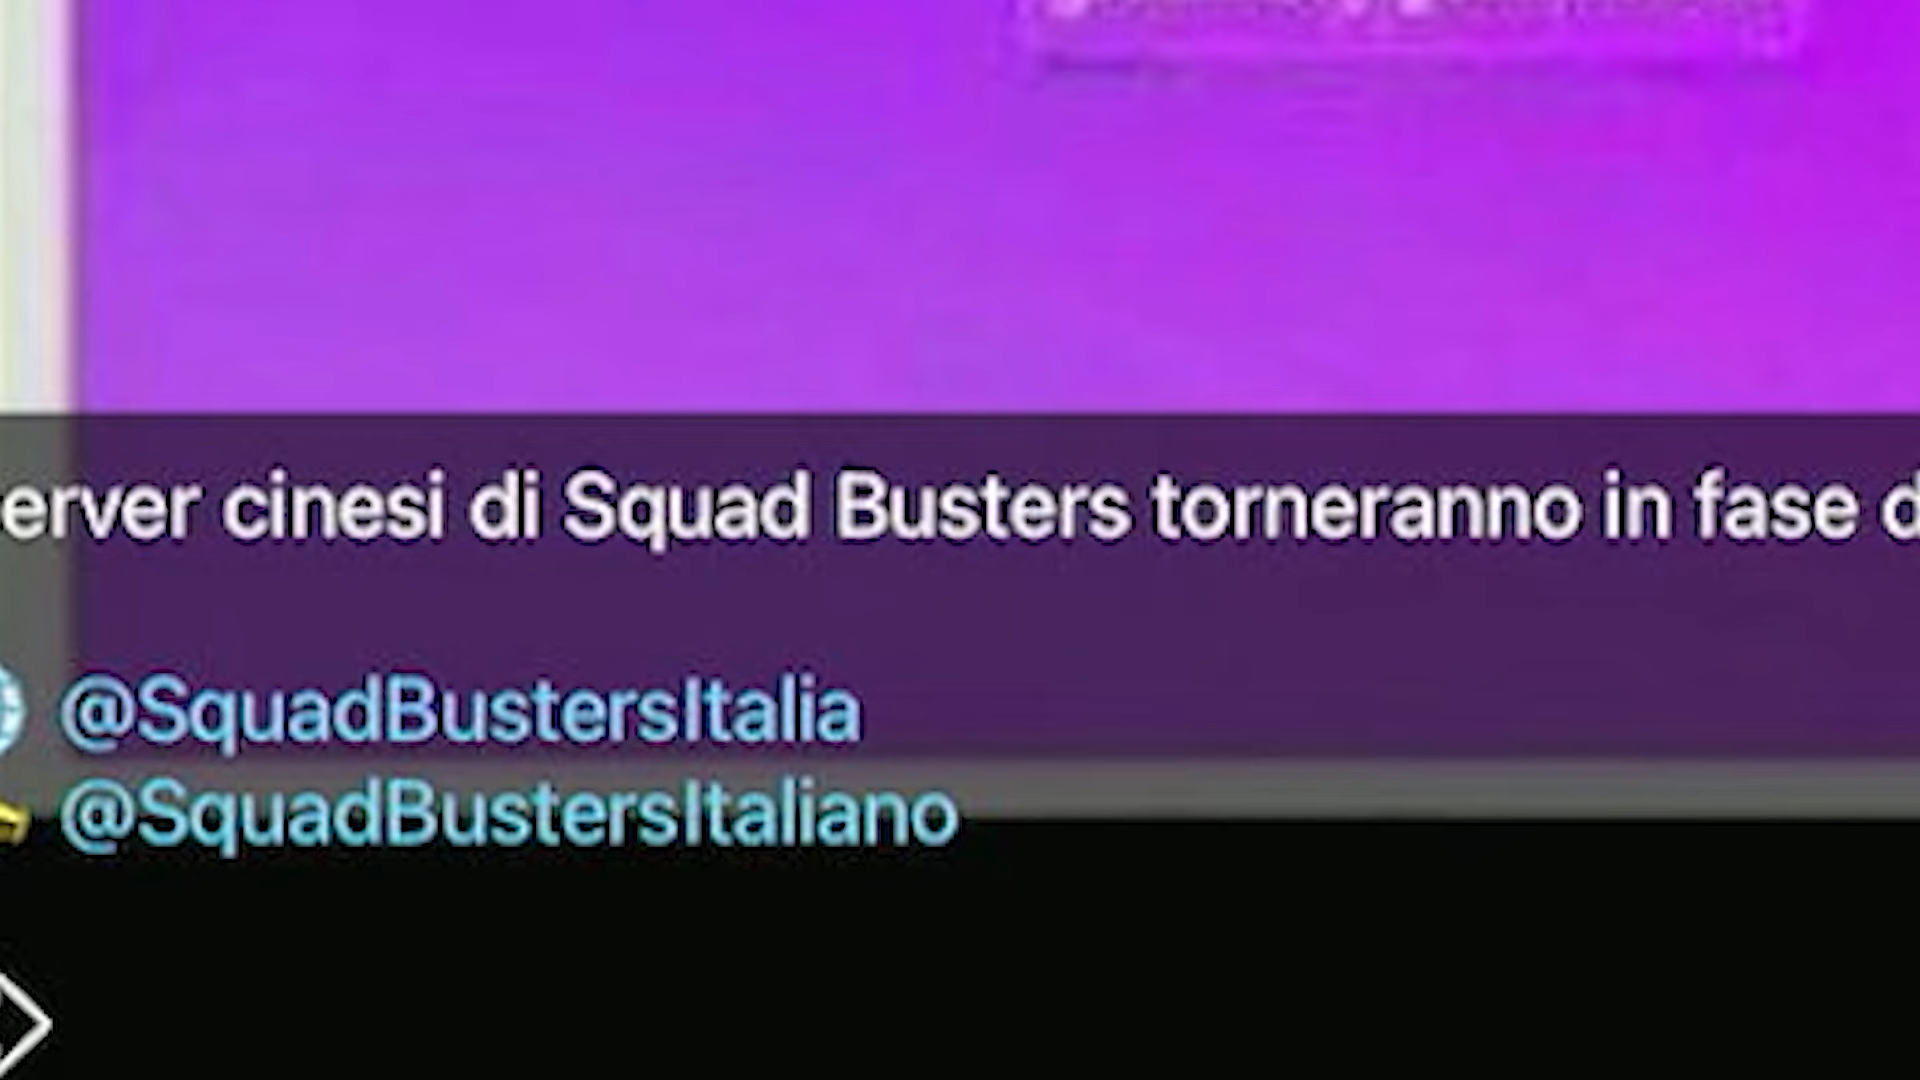 erver cinesi di Squad Busters torneranno in fase d
@SquadBustersItalia
@SquadBustersItaliano